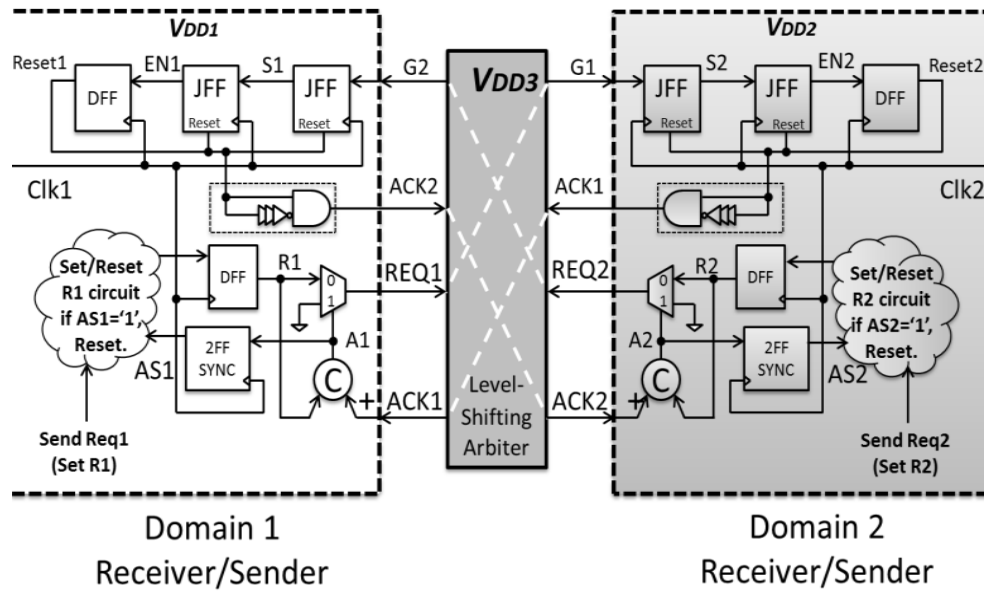 VDD1
Reset1
EN1
S1
G2
DFF
JFF
Reset
JFF
Reset
Clk1
ACK2
Set/Reset
R1 circuit
if AS1=‘1’,
Reset.
DFF
R1
0
1
REQ1
2FF
SYNC
AS1
A1
C
+
ACK1
Send Req1
(Set R1)
VDD3
Level-
Shifting
Arbiter
VDD2
G1
S2
EN2
Reset2
JFF
Reset
JFF
Reset
DFF
Clk2
ACK1
REQ2
0
1
R2
DFF
Set/Reset
R2 circuit
if AS2=‘1’,
Reset.
A2
2FF
SYNC
AS2
C
+
ACK2
Send Req2
(Set R2)
Domain 1
Receiver/Sender
Domain 2
Receiver/Sender